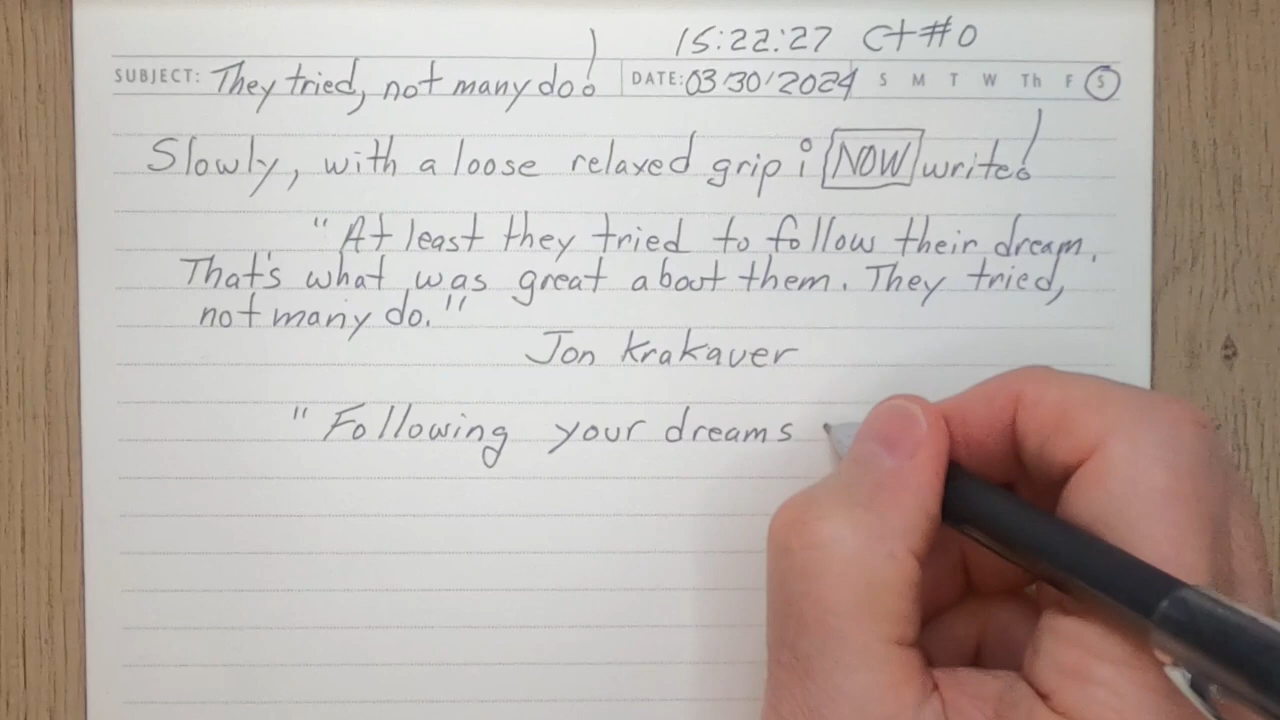 15:22:27 Ct#0
SUBJECT: They tried, not many do! DATE: 03/30/2024 S M T W Th F S
Slowly, with a loose relaxed grip; NOW write!
"At least they tried to follow their dream.
That's what was great about them. They tried,
not many do."
Jon Krakauer
"Following your dreams